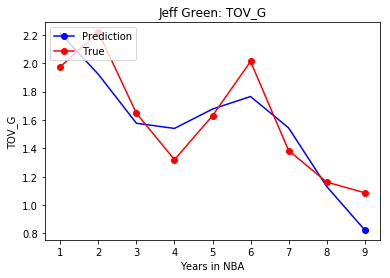 Jeff Green: TOV_G
Prediction
True
2.2
2.0
1.8
1.6
1.4
1.2
1.0
0.8
TOV_G
1 2 3 4 5 6 7 8 9
Years in NBA